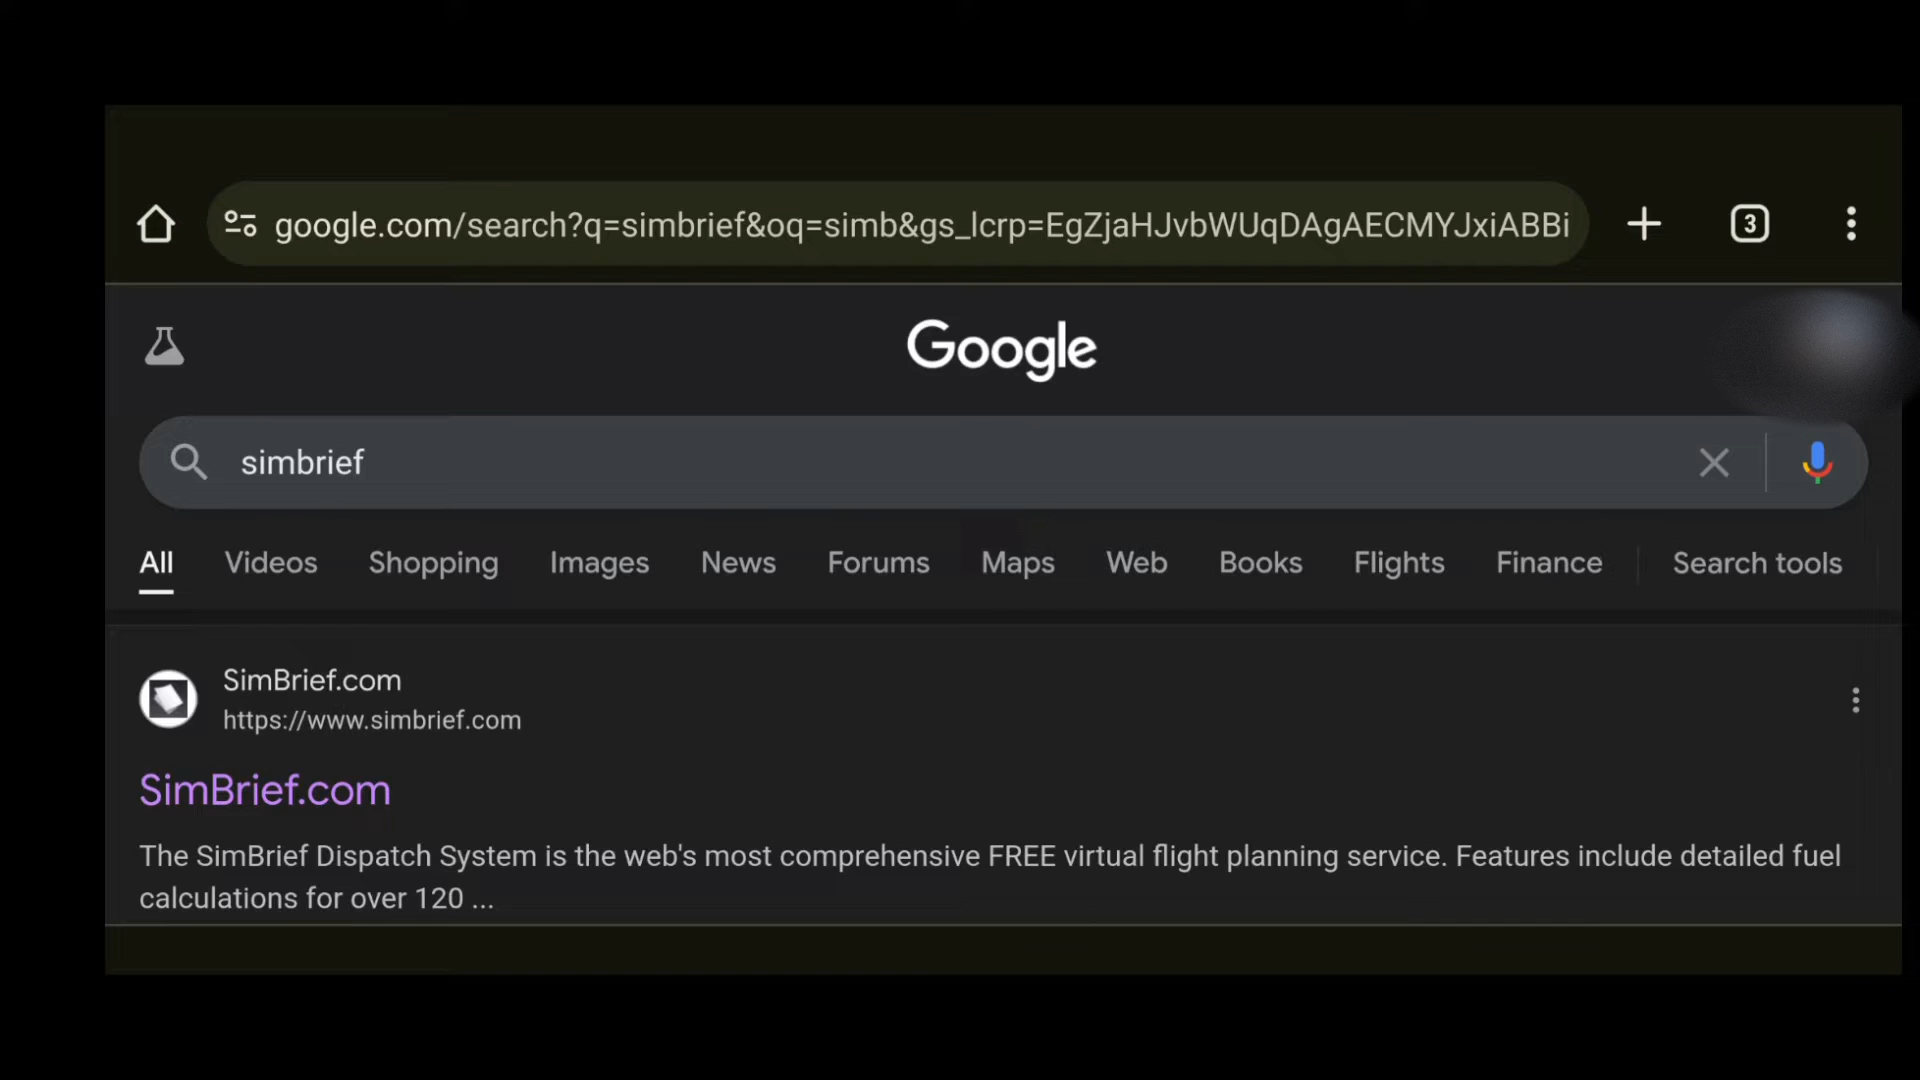 google.com/search?q=simbrief&oq=simb&gs_lcrp=EgZjaHJvbWUqDAgAECMYJxiABBi
3
Google
simbrief
All Videos Shopping Images News Forums Maps Web Books Flights Finance Search tools
SimBrief.com
https://www.simbrief.com
SimBrief.com
The SimBrief Dispatch System is the web's most comprehensive FREE virtual flight planning service. Features include detailed fuel
calculations for over 120 ...